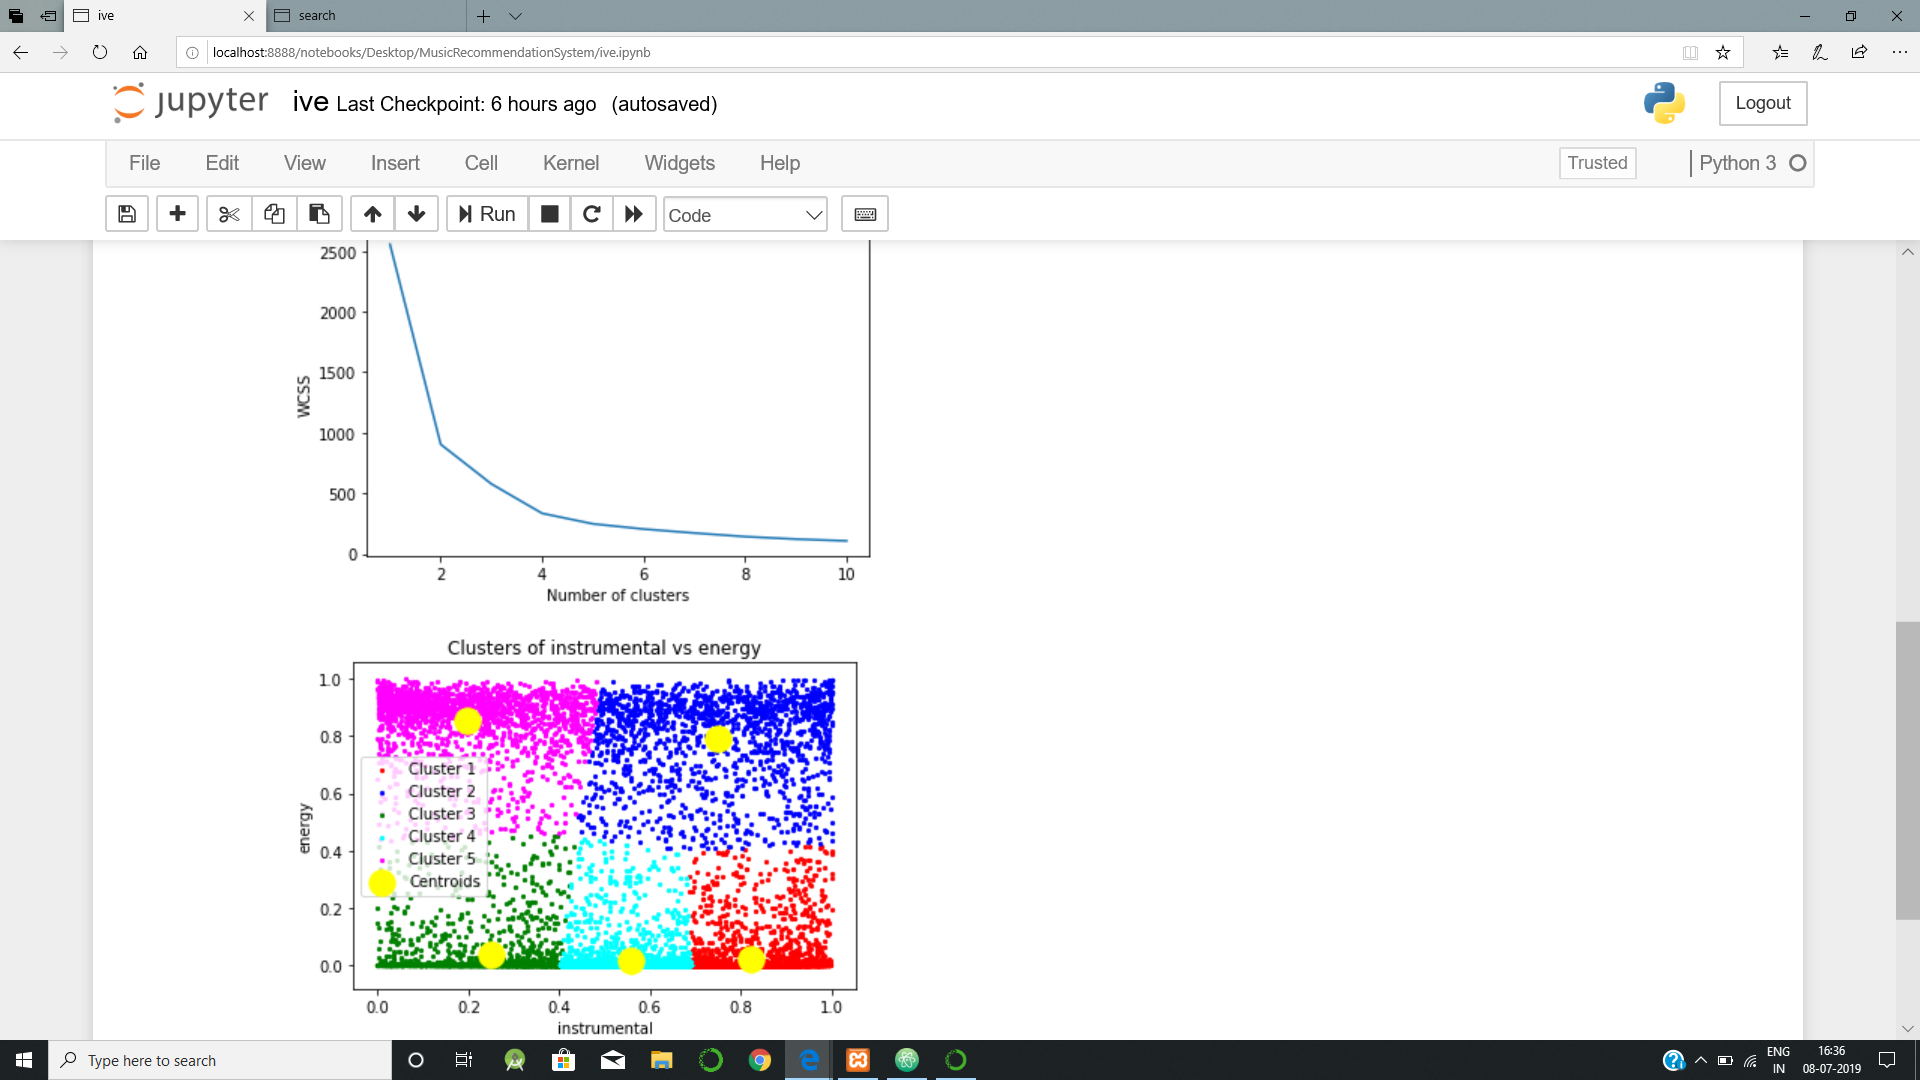 ive
search
localhost:8888/notebooks/Desktop/MusicRecommendationSystem/ive.ipynb
jupyter ive Last Checkpoint: 6 hours ago (autosaved)
Logout
File Edit View Insert Cell Kernel Widgets Help
Trusted
Python 3
Run
Code
2500
2000
1500
1000
500
0
WCSS
2 4 6 8 10
Number of clusters
Clusters of instrumental vs energy
1.0
0.8
0.6
0.4
0.2
0.0
energy
Cluster 1
Cluster 2
Cluster 3
Cluster 4
Cluster 5
Centroids
0.0 0.2 0.4 0.6 0.8 1.0
instrumental
Type here to search
ENG
IN
16:36
08-07-2019